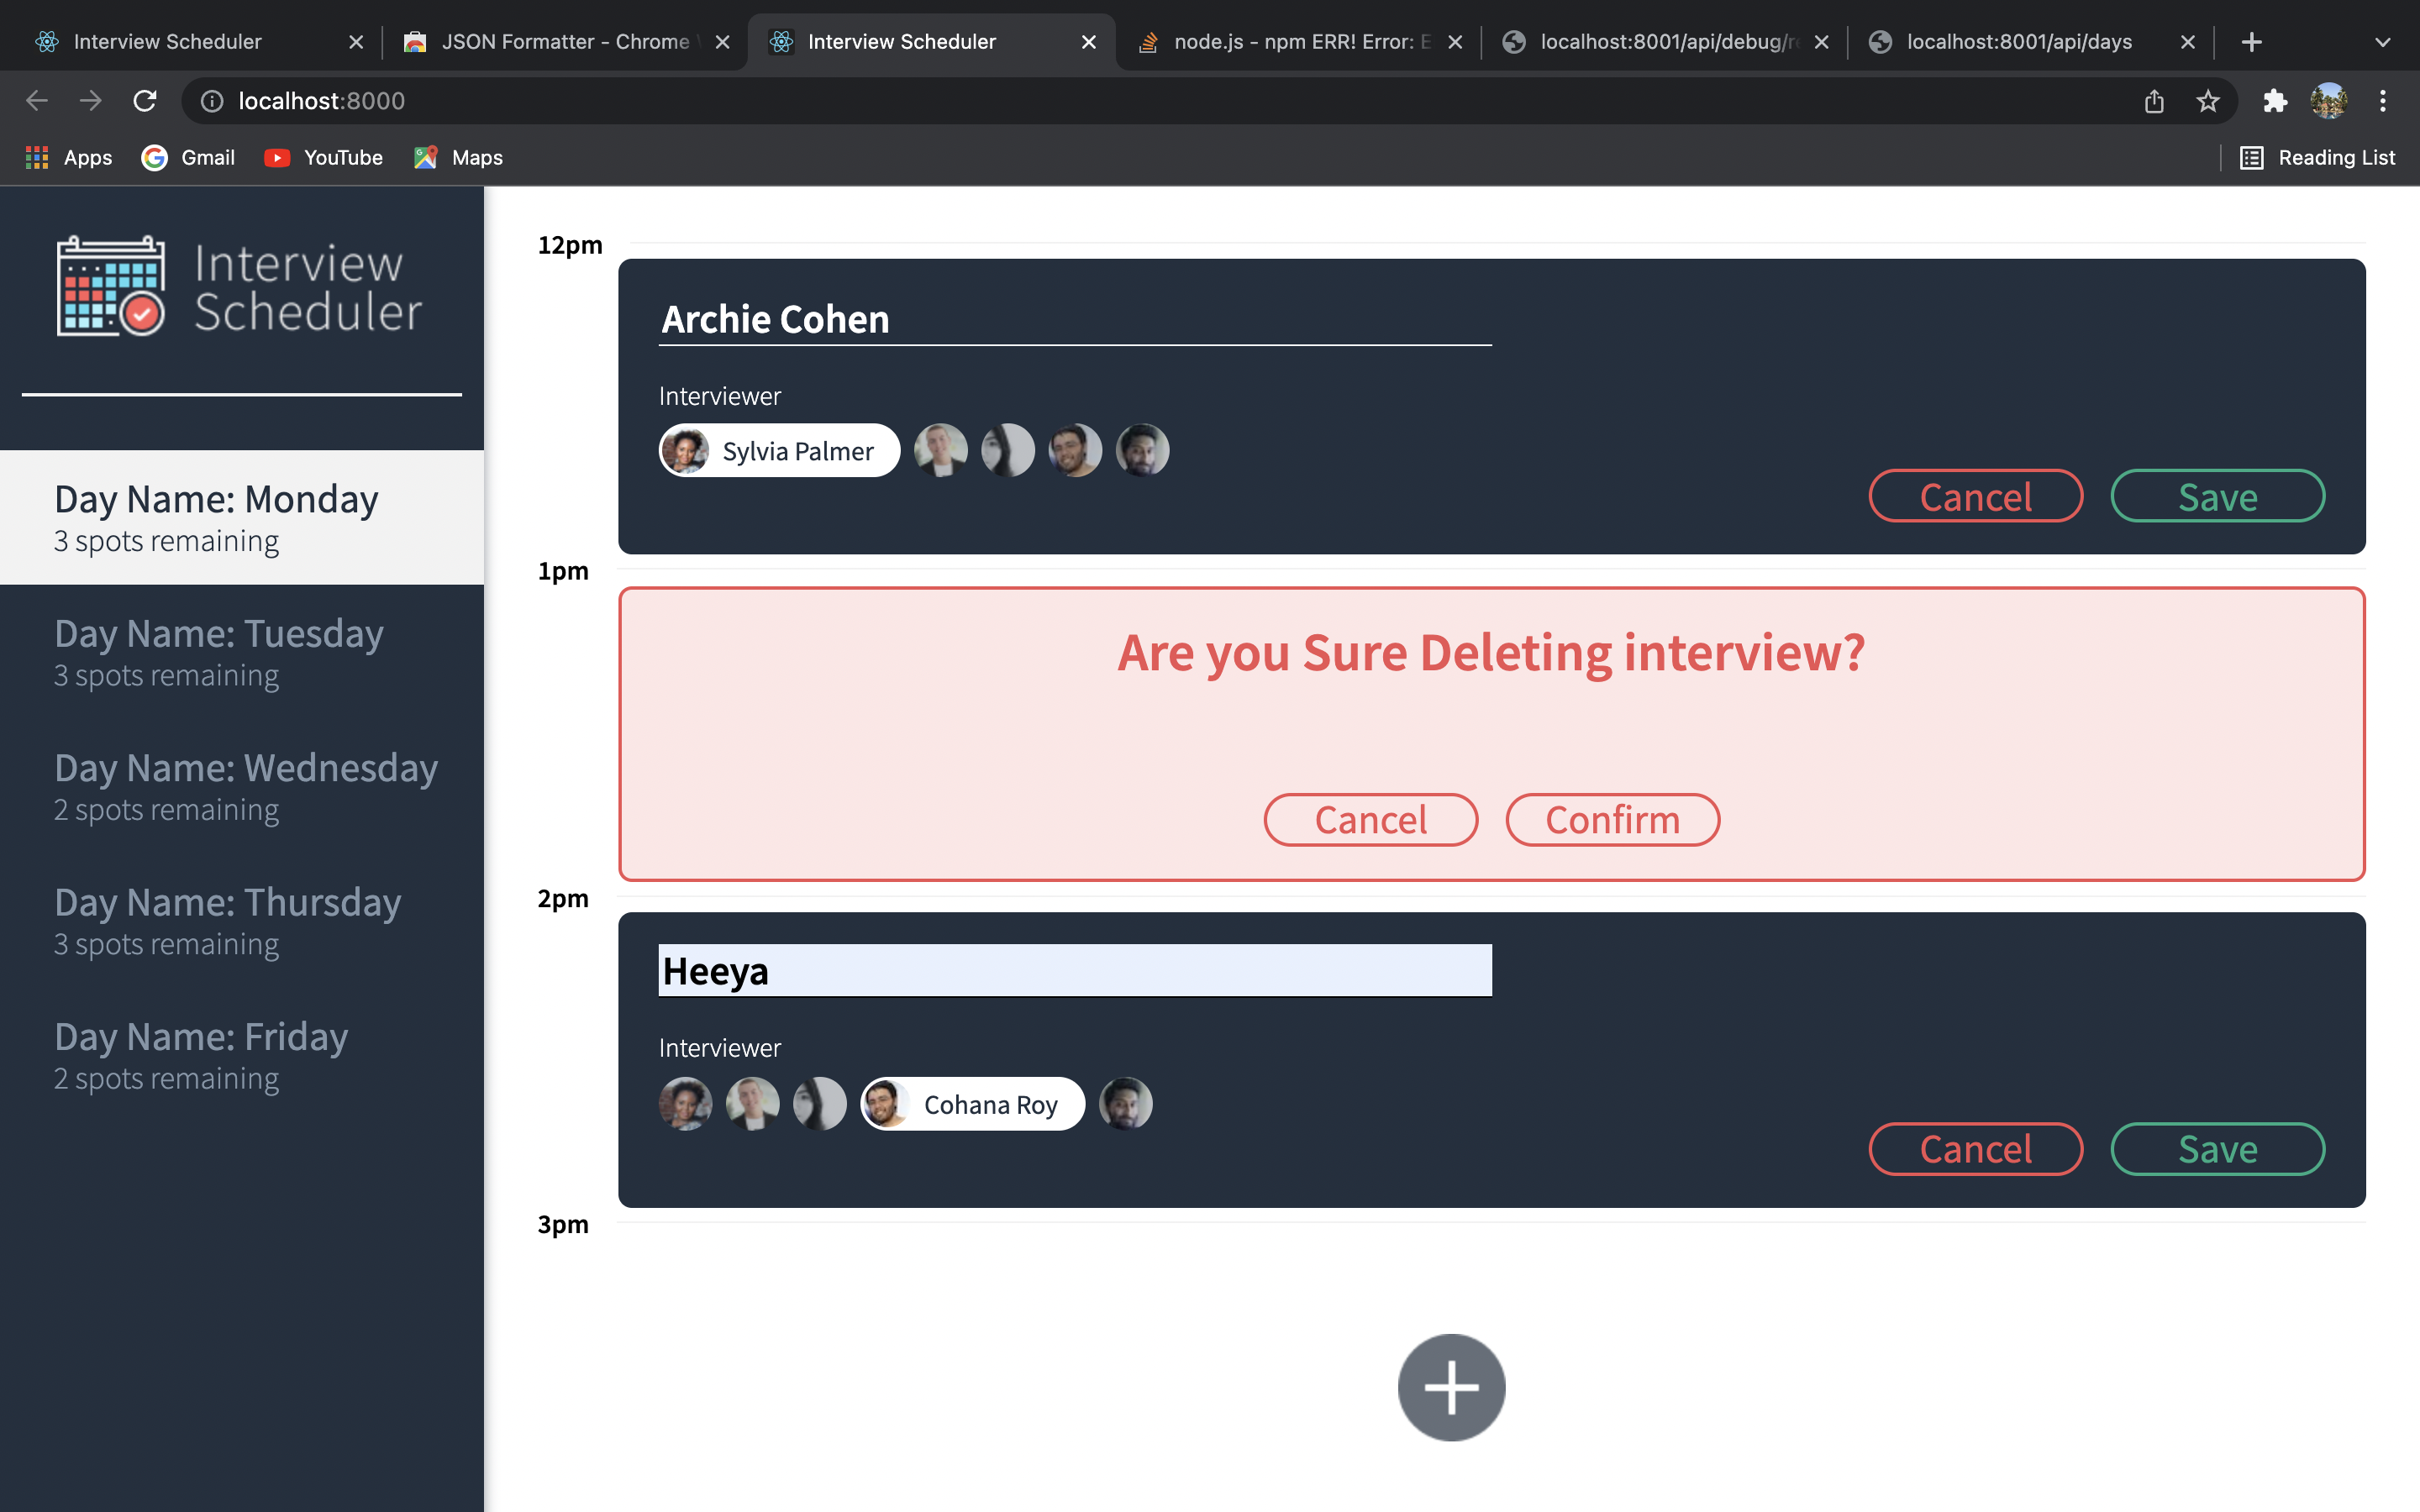 Interview Scheduler
JSON Formatter - Chrome
Interview Scheduler
node.js - npm ERR! Error: E
localhost:8001/api/debug/re
localhost:8001/api/days
localhost:8000
Apps
Gmail
YouTube
Maps
Reading List
Interview
Scheduler
Day Name: Monday
3 spots remaining
Day Name: Tuesday
3 spots remaining
Day Name: Wednesday
2 spots remaining
Day Name: Thursday
3 spots remaining
Day Name: Friday
2 spots remaining
12pm
Archie Cohen
Interviewer
Sylvia Palmer
Cancel Save
1pm
Are you Sure Deleting interview?
Cancel Confirm
2pm
Heeya
Interviewer
Cohana Roy
Cancel Save
3pm